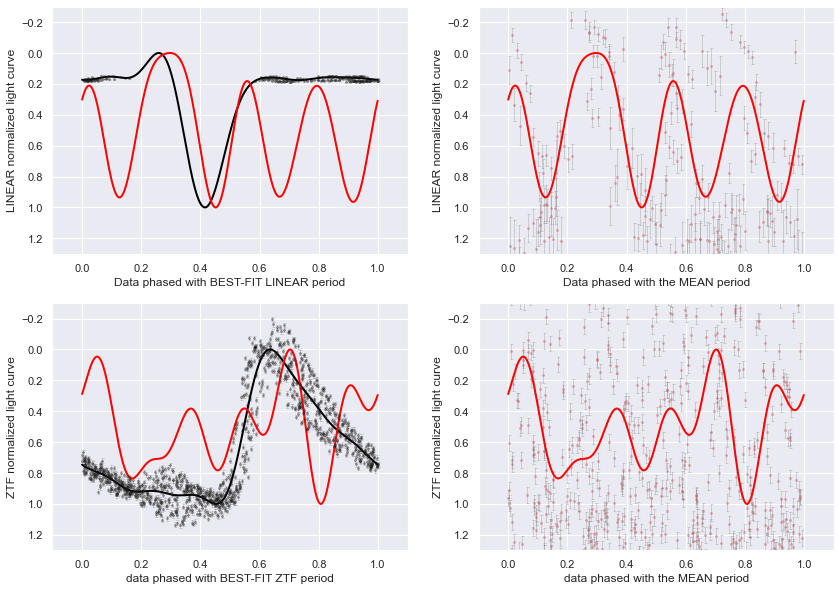 LINEAR normalized light curve
−0.2
0.0
0.2
0.4
0.6
0.8
1.0
1.2
0.0 0.2 0.4 0.6 0.8 1.0
Data phased with BEST-FIT LINEAR period
LINEAR normalized light curve
−0.2
0.0
0.2
0.4
0.6
0.8
1.0
1.2
0.0 0.2 0.4 0.6 0.8 1.0
Data phased with the MEAN period
ZTF normalized light curve
−0.2
0.0
0.2
0.4
0.6
0.8
1.0
1.2
0.0 0.2 0.4 0.6 0.8 1.0
data phased with BEST-FIT ZTF period
ZTF normalized light curve
−0.2
0.0
0.2
0.4
0.6
0.8
1.0
1.2
0.0 0.2 0.4 0.6 0.8 1.0
data phased with the MEAN period